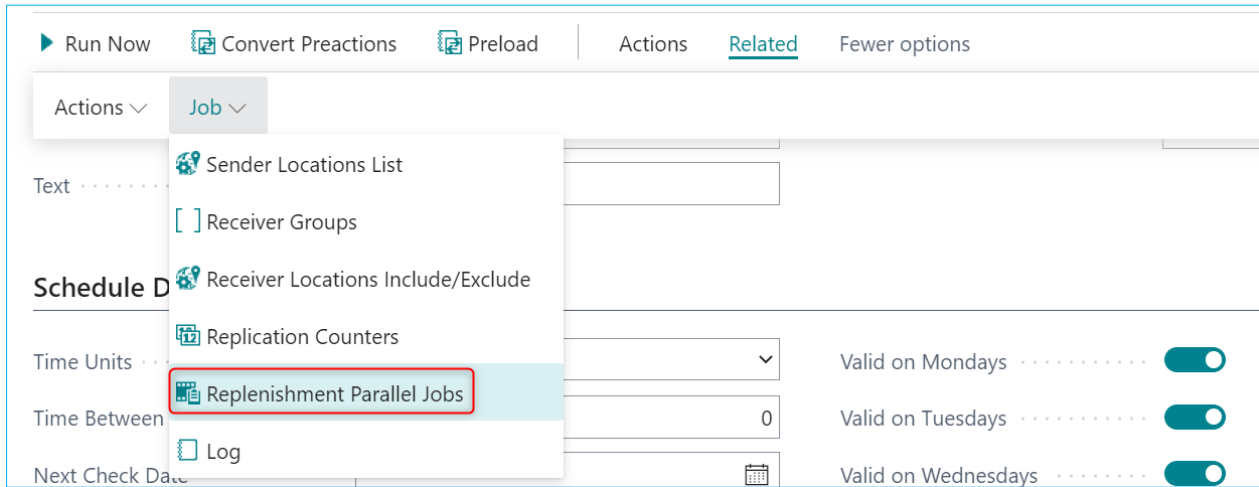 Run Now Convert Preactions Preload Actions Related Fewer options
Actions Job
Sender Locations List
Text
Receiver Groups
Receiver Locations Include/Exclude
Schedule D
Replication Counters
Time Units Valid on Mondays
Replenishment Parallel Jobs
Time Between 0 Valid on Tuesdays
Log
Next Check Date Valid on Wednesdays